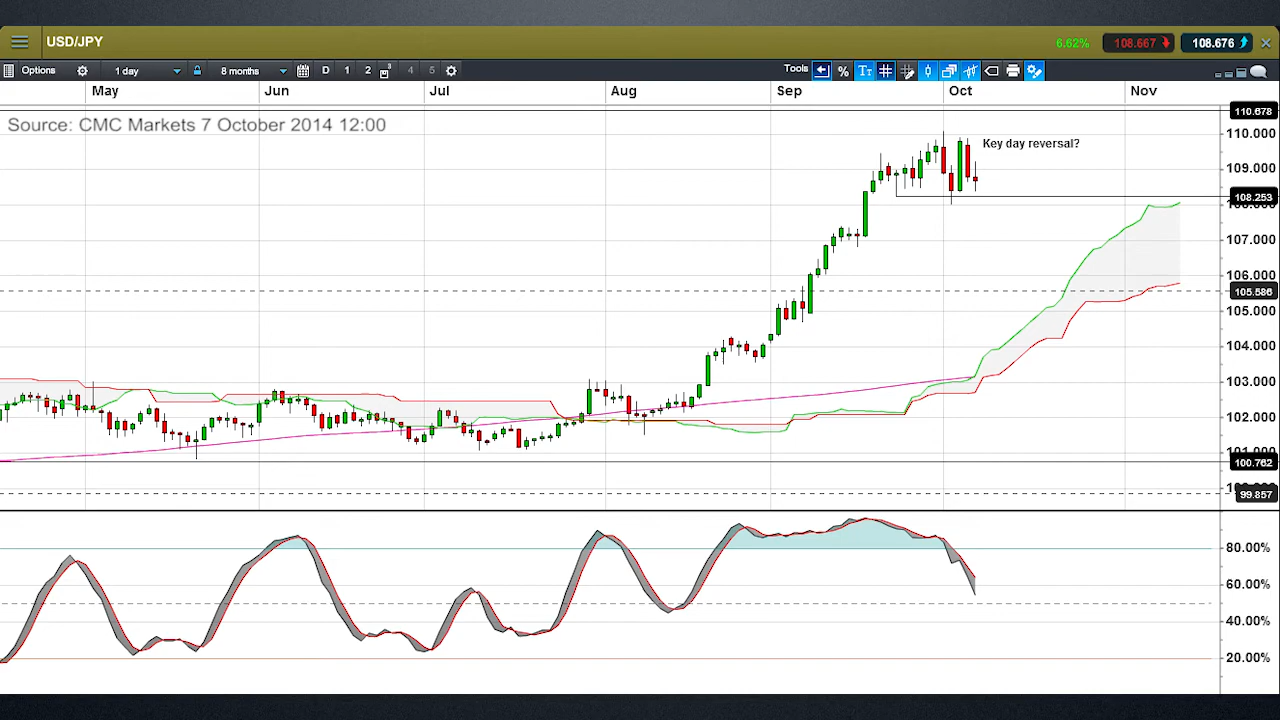 USD/JPY
6.62% 108.667 108.676
Options 1 day 8 months D 1 2 3 4 5 Tools % Tт
May Jun Jul Aug Sep Oct Nov
Source: CMC Markets 7 October 2014 12:00
110.678
110.000
Key day reversal?
109.000
108.253
107.000
106.000
105.586
105.000
104.000
103.000
102.000
100.762
99.857
80.00%
60.00%
40.00%
20.00%